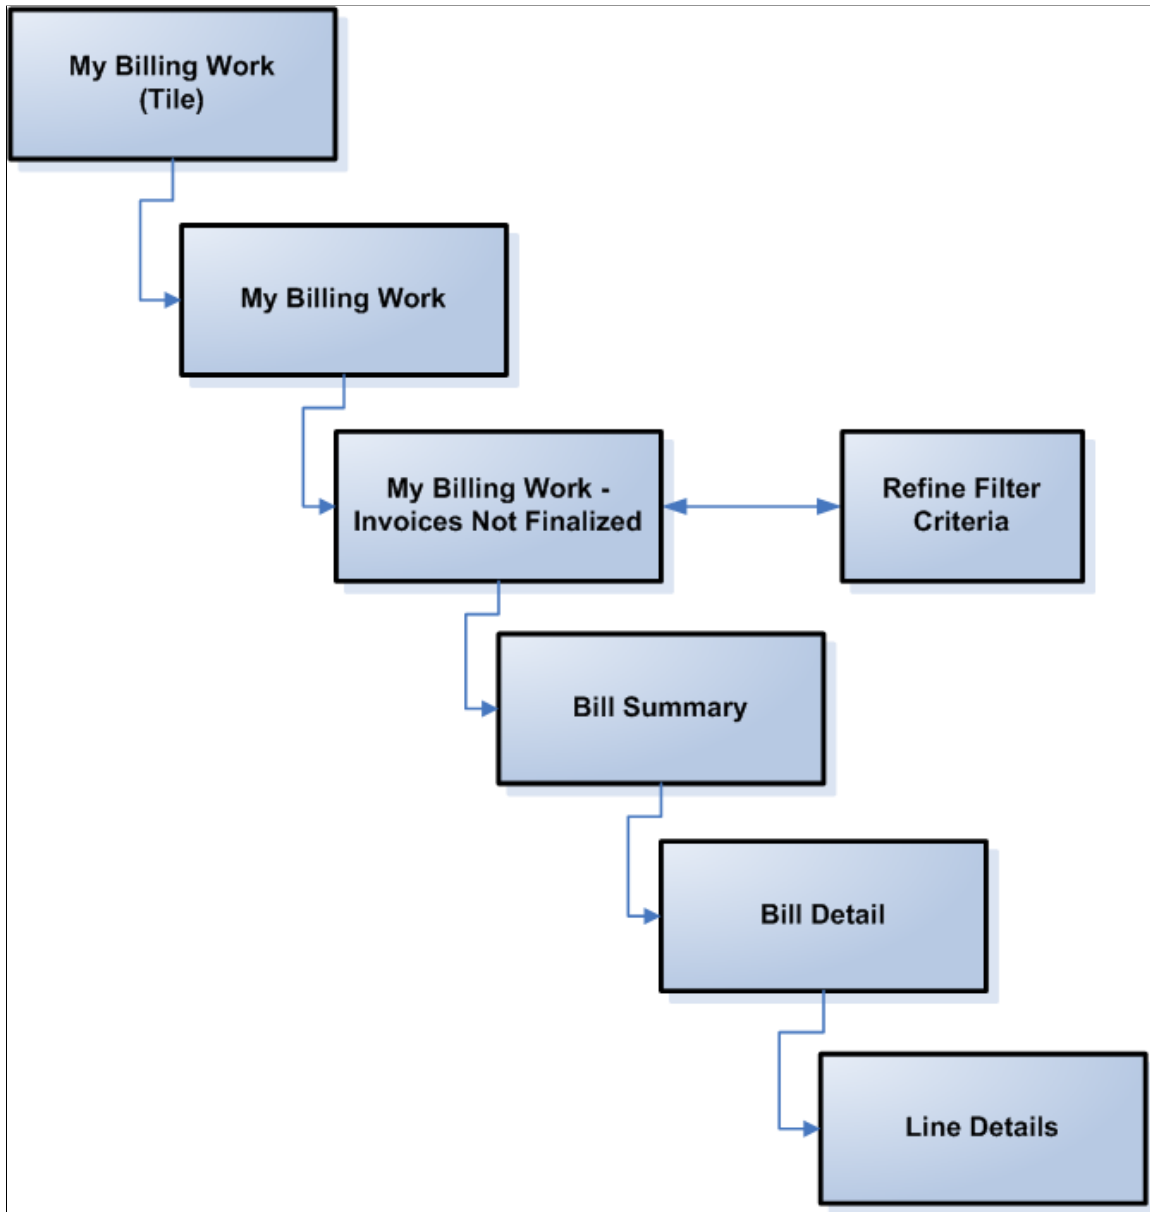 My Billing Work
(Tile)
My Billing Work
My Billing Work -
Invoices Not Finalized
Refine Filter
Criteria
Bill Summary
Bill Detail
Line Details